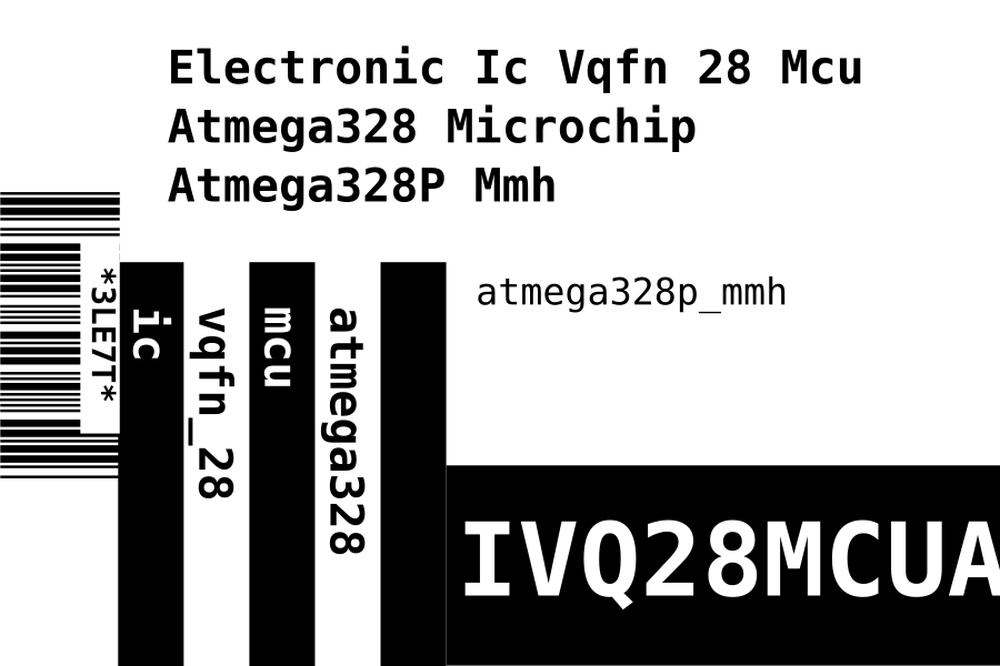 Electronic Ic Vqfn 28 Mcu
Atmega328 Microchip
Atmega328P Mmh
*3LE7T*
ic
vqfn_28
mcu
atmega328
atmega328p_mmh
IVQ28MCUA